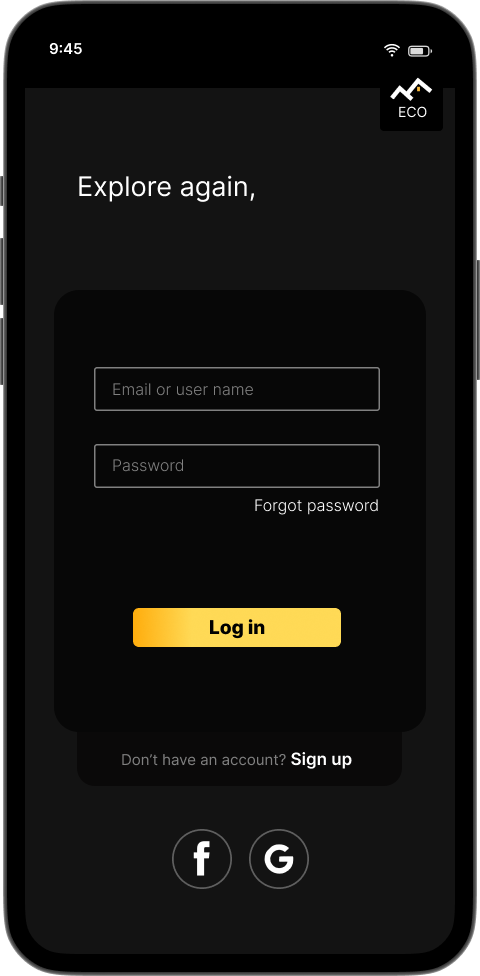 9:45
ECO
Explore again,
Email or user name
Password
Forgot password
Log in
Don’t have an account? Sign up
f G